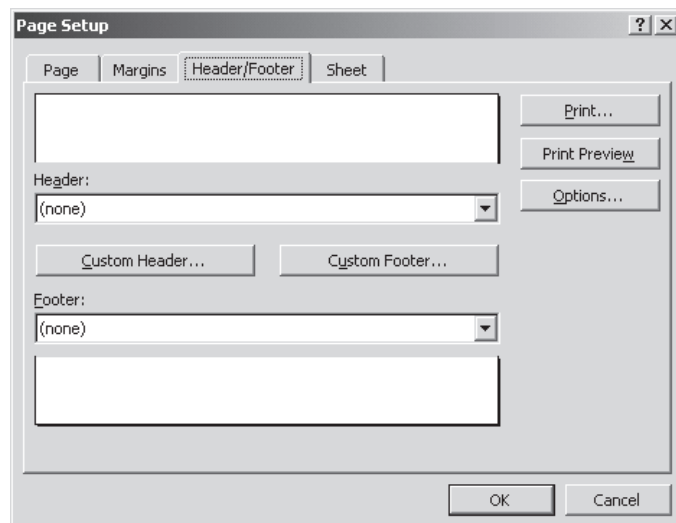 Page Setup
Page Margins Header/Footer Sheet
Print...
Print Preview
Options...
Header:
(none)
Custom Header... Custom Footer...
Footer:
(none)
OK Cancel